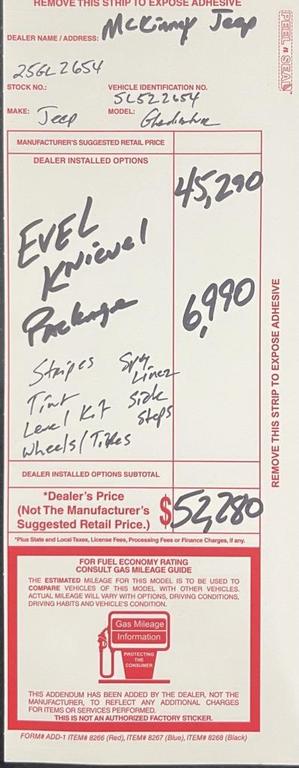 REMOVE THIS STRIP TO EXPOSE ADHESIVE
DEALER NAME / ADDRESS: McKinney Jeep
PEEL n' SEAL
25GL2654
STOCK NO.: VEHICLE IDENTIFICATION NO.
SL522654
MAKE: Jeep MODEL: Gladiator
MANUFACTURER'S SUGGESTED RETAIL PRICE
DEALER INSTALLED OPTIONS
45,290
EVEL
Knievel
Package
6,990
Stripes Spray Liner
Tint
Level Kit Side Steps
Wheels/Tires
REMOVE THIS STRIP TO EXPOSE ADHESIVE
DEALER INSTALLED OPTIONS SUBTOTAL
*Dealer's Price
(Not The Manufacturer's
Suggested Retail Price.) $52,280
*Plus State and Local Taxes, License Fees, Processing Fees or Finance Charges, if any.
FOR FUEL ECONOMY RATING
CONSULT GAS MILEAGE GUIDE
THE ESTIMATED MILEAGE FOR THIS MODEL IS TO BE USED TO
COMPARE VEHICLES OF THIS MODEL WITH OTHER VEHICLES.
ACTUAL MILEAGE WILL VARY WITH OPTIONS, DRIVING CONDITIONS,
DRIVING HABITS AND VEHICLE'S CONDITION.
Gas Mileage
Information
PROTECTING
THE
CONSUMER
THIS ADDENDUM HAS BEEN ADDED BY THE DEALER, NOT THE
MANUFACTURER, TO REFLECT ANY ADDITIONAL CHARGES
FOR ITEMS OR SERVICES PERFORMED.
THIS IS NOT AN AUTHORIZED FACTORY STICKER.
FORM# ADD-1 ITEM# 8266 (Red), ITEM# 8267 (Blue), ITEM# 8268 (Black)